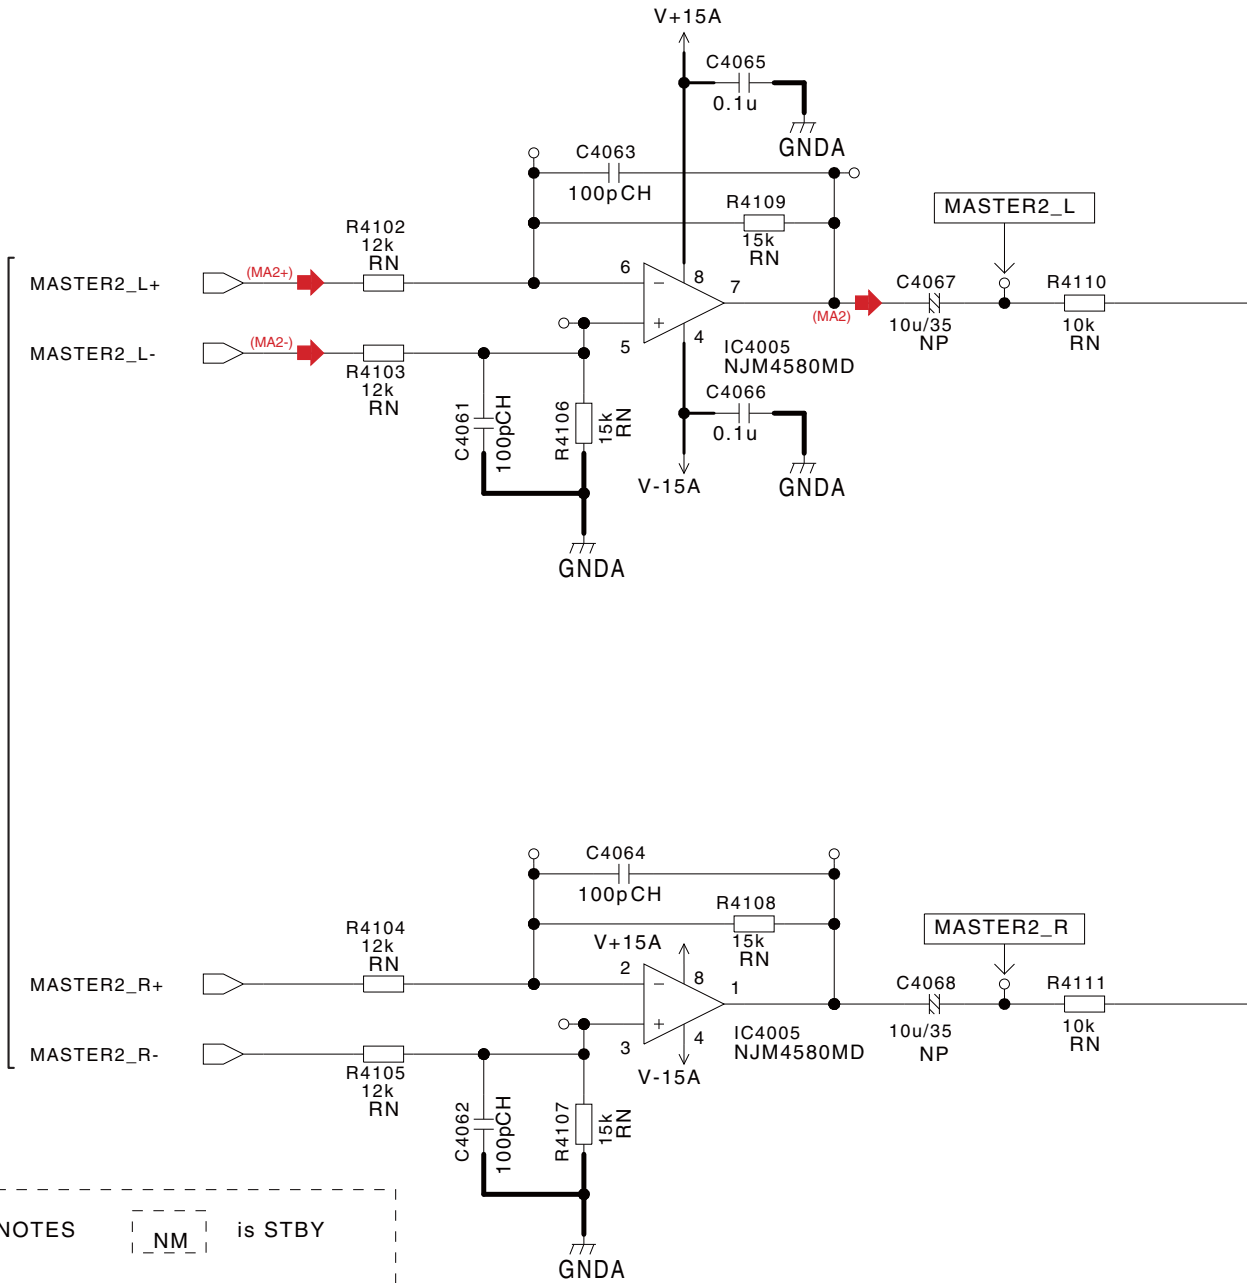 V+15A
C4065
0.1u
GNDA
C4063
100pCH
R4109
15k
RN
MASTER2_L
R4102
12k
RN
MASTER2_L+
(MA2+)
6
8
7
C4067
10u/35
NP
R4110
10k
RN
(MA2)
MASTER2_L-
(MA2-)
5
4
R4103
12k
RN
IC4005
NJM4580MD
C4061
100pCH
R4106
15k
RN
C4066
0.1u
V-15A
GNDA
GNDA
C4064
100pCH
R4108
15k
RN
MASTER2_R
R4104
12k
RN
V+15A
MASTER2_R+
2
8
1
C4068
10u/35
NP
R4111
10k
RN
MASTER2_R-
3
4
IC4005
NJM4580MD
R4105
12k
RN
V-15A
C4062
100pCH
R4107
15k
RN
GNDA
NOTES
NM
is STBY